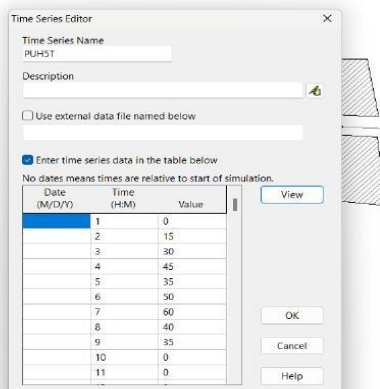 Time Series Editor
Time Series Name
PUH5T
Description
Use external data file named below
Enter time series data in the table below
No dates means times are relative to start of simulation.
Date (M/D/Y) Time (H:M) Value
1 0
2 15
3 30
4 45
5 35
6 50
7 60
8 40
9 35
10 0
11 0
View
OK
Cancel
Help